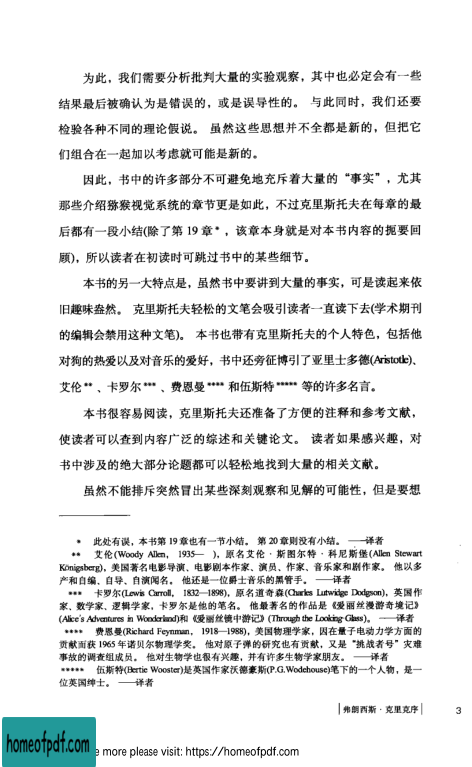 为此，我们需要分析批判大量的实验观察，其中也必定会有一些
结果最后被确认为是错误的，或是误导性的。 与此同时，我们还要
检验各种不同的理论假说。 虽然这些思想并不全都是新的，但把它
们组合在一起加以考虑就可能是新的。
因此，书中的许多部分不可避免地充斥着大量的“事实”，尤其
那些介绍猕猴视觉系统的章节更是如此，不过克里斯托夫在每章的最
后都有一段小结(除了第 19 章*，该章本身就是对本书内容的扼要回
顾)，所以读者在初读时可跳过书中的某些细节。
本书的另一大特点是，虽然书中要讲到大量的事实，可是读起来依
旧趣味盎然。 克里斯托夫轻松的文笔会吸引读者一直读下去(学术期刊
的编辑会禁用这种文笔)。 本书也带有克里斯托夫的个人特色，包括他
对狗的热爱以及对音乐的爱好，书中还旁征博引了亚里士多德(Aristotle)、
艾伦**、卡罗尔***、费恩曼****和伍斯特*****等的许多名言。
本书很容易阅读，克里斯托夫还准备了方便的注释和参考文献，
使读者可以查到内容广泛的综述和关键论文。 读者如果感兴趣，对
书中涉及的绝大部分论题都可以轻松地找到大量的相关文献。
虽然不能排斥突然冒出某些深刻观察和见解的可能性，但是要想
* 此处有误，本书第 19 章也有一节小结。 第 20 章则没有小结。 ——译者
** 艾伦(Woody Allen， 1935— )，原名艾伦·斯图尔特·科尼斯堡(Allen Stewart
Königsberg)，美国著名电影导演、电影剧本作家、演员、作家、音乐家和剧作家。 他以多
产和自编、自导、自演闻名。 他还是一位爵士音乐的黑管手。 ——译者
*** 卡罗尔(Lewis Carroll， 1832—1898)，原名道奇森(Charles Lutwidge Dodgson)，英国作
家、数学家、逻辑学家，卡罗尔是他的笔名。 他最著名的作品是《爱丽丝漫游奇境记》
(Alice's Adventures in Wonderland)和《爱丽丝镜中游记》(Through the Looking-Glass)。 ——译者
**** 费恩曼(Richard Feynman， 1918—1988)，美国物理学家，因在量子电动力学方面的
贡献而获 1965 年诺贝尔物理学奖。 他对原子弹的研究也有贡献，又是“挑战者号”灾难
事故的调查组成员。 他对生物学也很有兴趣，并有许多生物学家朋友。 ——译者
***** 伍斯特(Bertie Wooster)是英国作家沃德豪斯(P.G.Wodehouse)笔下的一个人物，是一
位英国绅士。 ——译者
弗朗西斯·克里克序 3
homeofpdf.com
e more please visit: https://homeofpdf.com